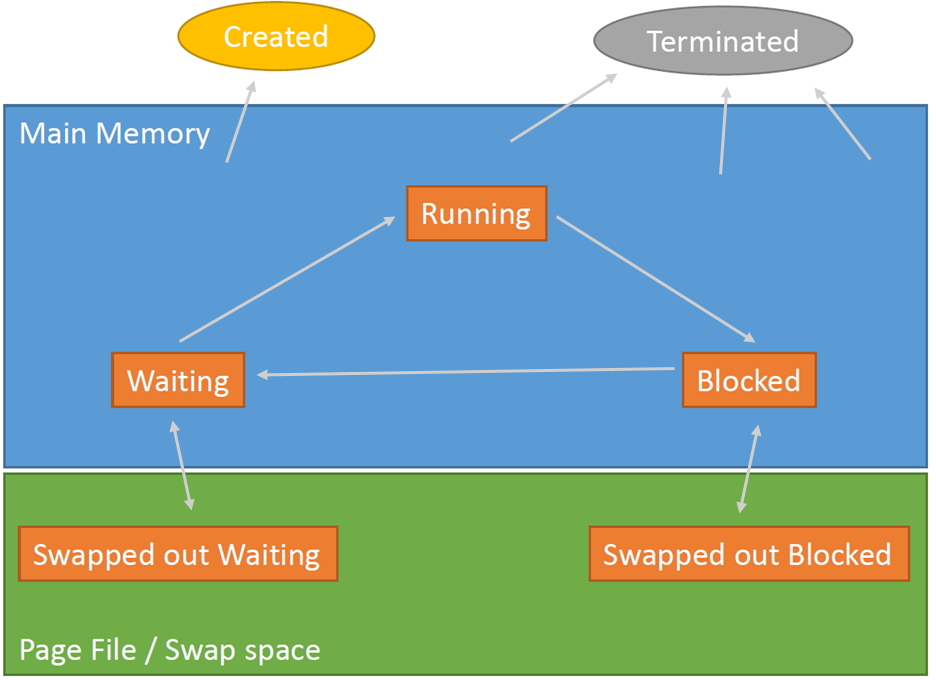 Created
Terminated
Main Memory
Running
Waiting
Blocked
Swapped out Waiting
Swapped out Blocked
Page File / Swap space